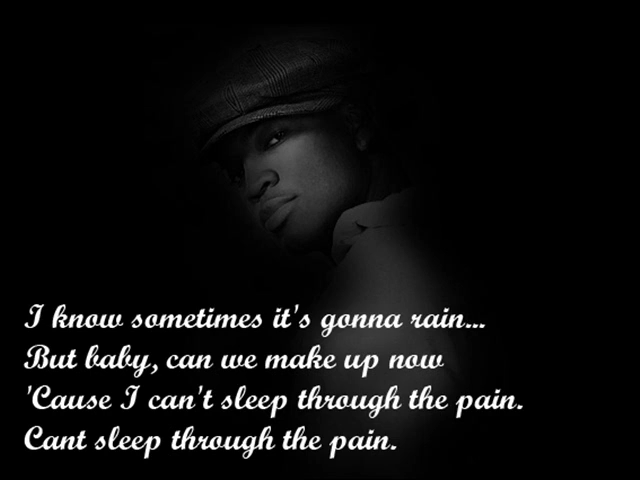 I know sometimes it's gonna rain...
But baby, can we make up now
'Cause I can't sleep through the pain.
Cant sleep through the pain.